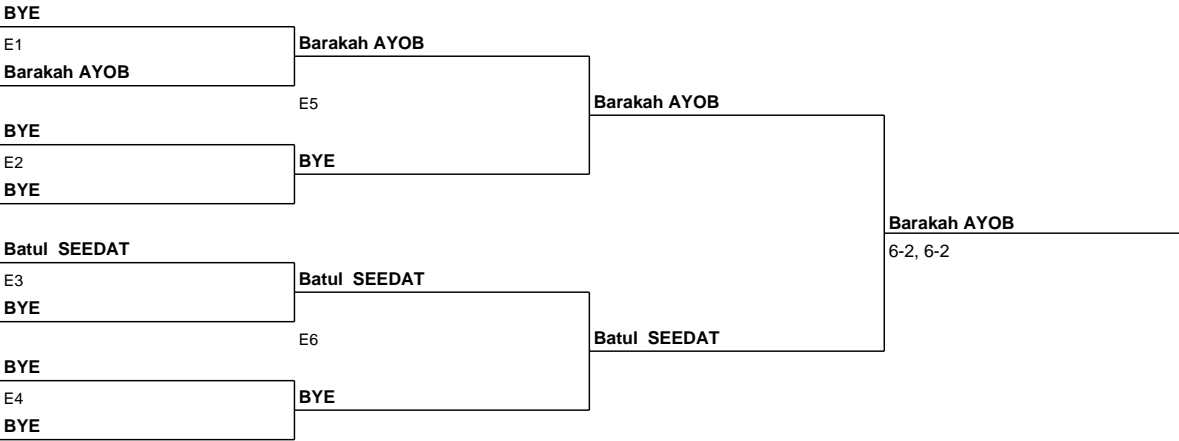 BYE
E1
Barakah AYOB
Barakah AYOB
E5
Barakah AYOB
BYE
E2
BYE
BYE
Barakah AYOB
6-2, 6-2
Batul  SEEDAT
E3
BYE
Batul  SEEDAT
E6
Batul  SEEDAT
BYE
E4
BYE
BYE